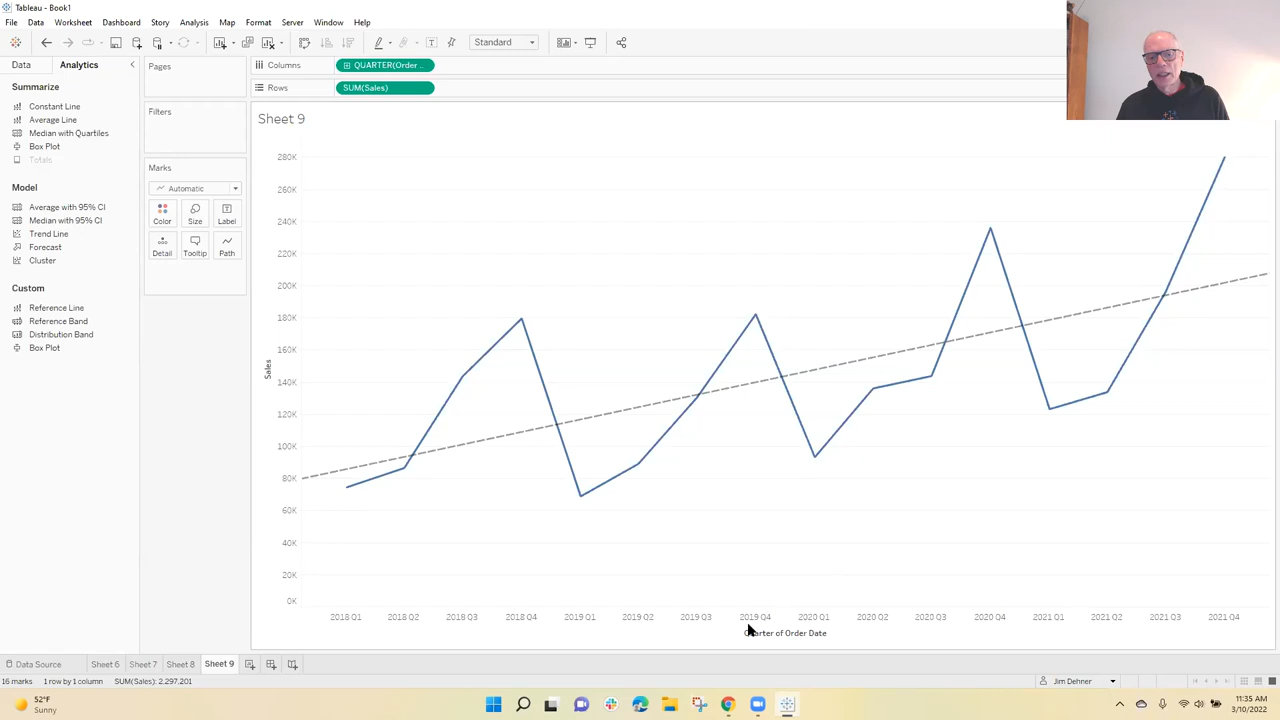 Tableau - Book1
File Data Worksheet Dashboard Story Analysis Map Format Server Window Help
Standard
Data Analytics
Pages
Columns QUARTER(Order ..
Rows SUM(Sales)
Summarize
Constant Line
Average Line
Median with Quartiles
Box Plot
Totals
Model
Average with 95% CI
Median with 95% CI
Trend Line
Forecast
Cluster
Custom
Reference Line
Reference Band
Distribution Band
Box Plot
Filters
Marks
Automatic
Color Size Label
Detail Tooltip Path
Sheet 9
280K
260K
240K
220K
200K
180K
160K
140K
120K
100K
80K
60K
40K
20K
0K
Sales
2018 Q1 2018 Q2 2018 Q3 2018 Q4 2019 Q1 2019 Q2 2019 Q3 2019 Q4 2020 Q1 2020 Q2 2020 Q3 2020 Q4 2021 Q1 2021 Q2 2021 Q3 2021 Q4
Quarter of Order Date
Data Source Sheet 6 Sheet 7 Sheet 8 Sheet 9
16 marks 1 row by 1 column SUM(Sales): 2,297,201 Jim Dehner
52°F
Sunny
11:35 AM
3/10/2022